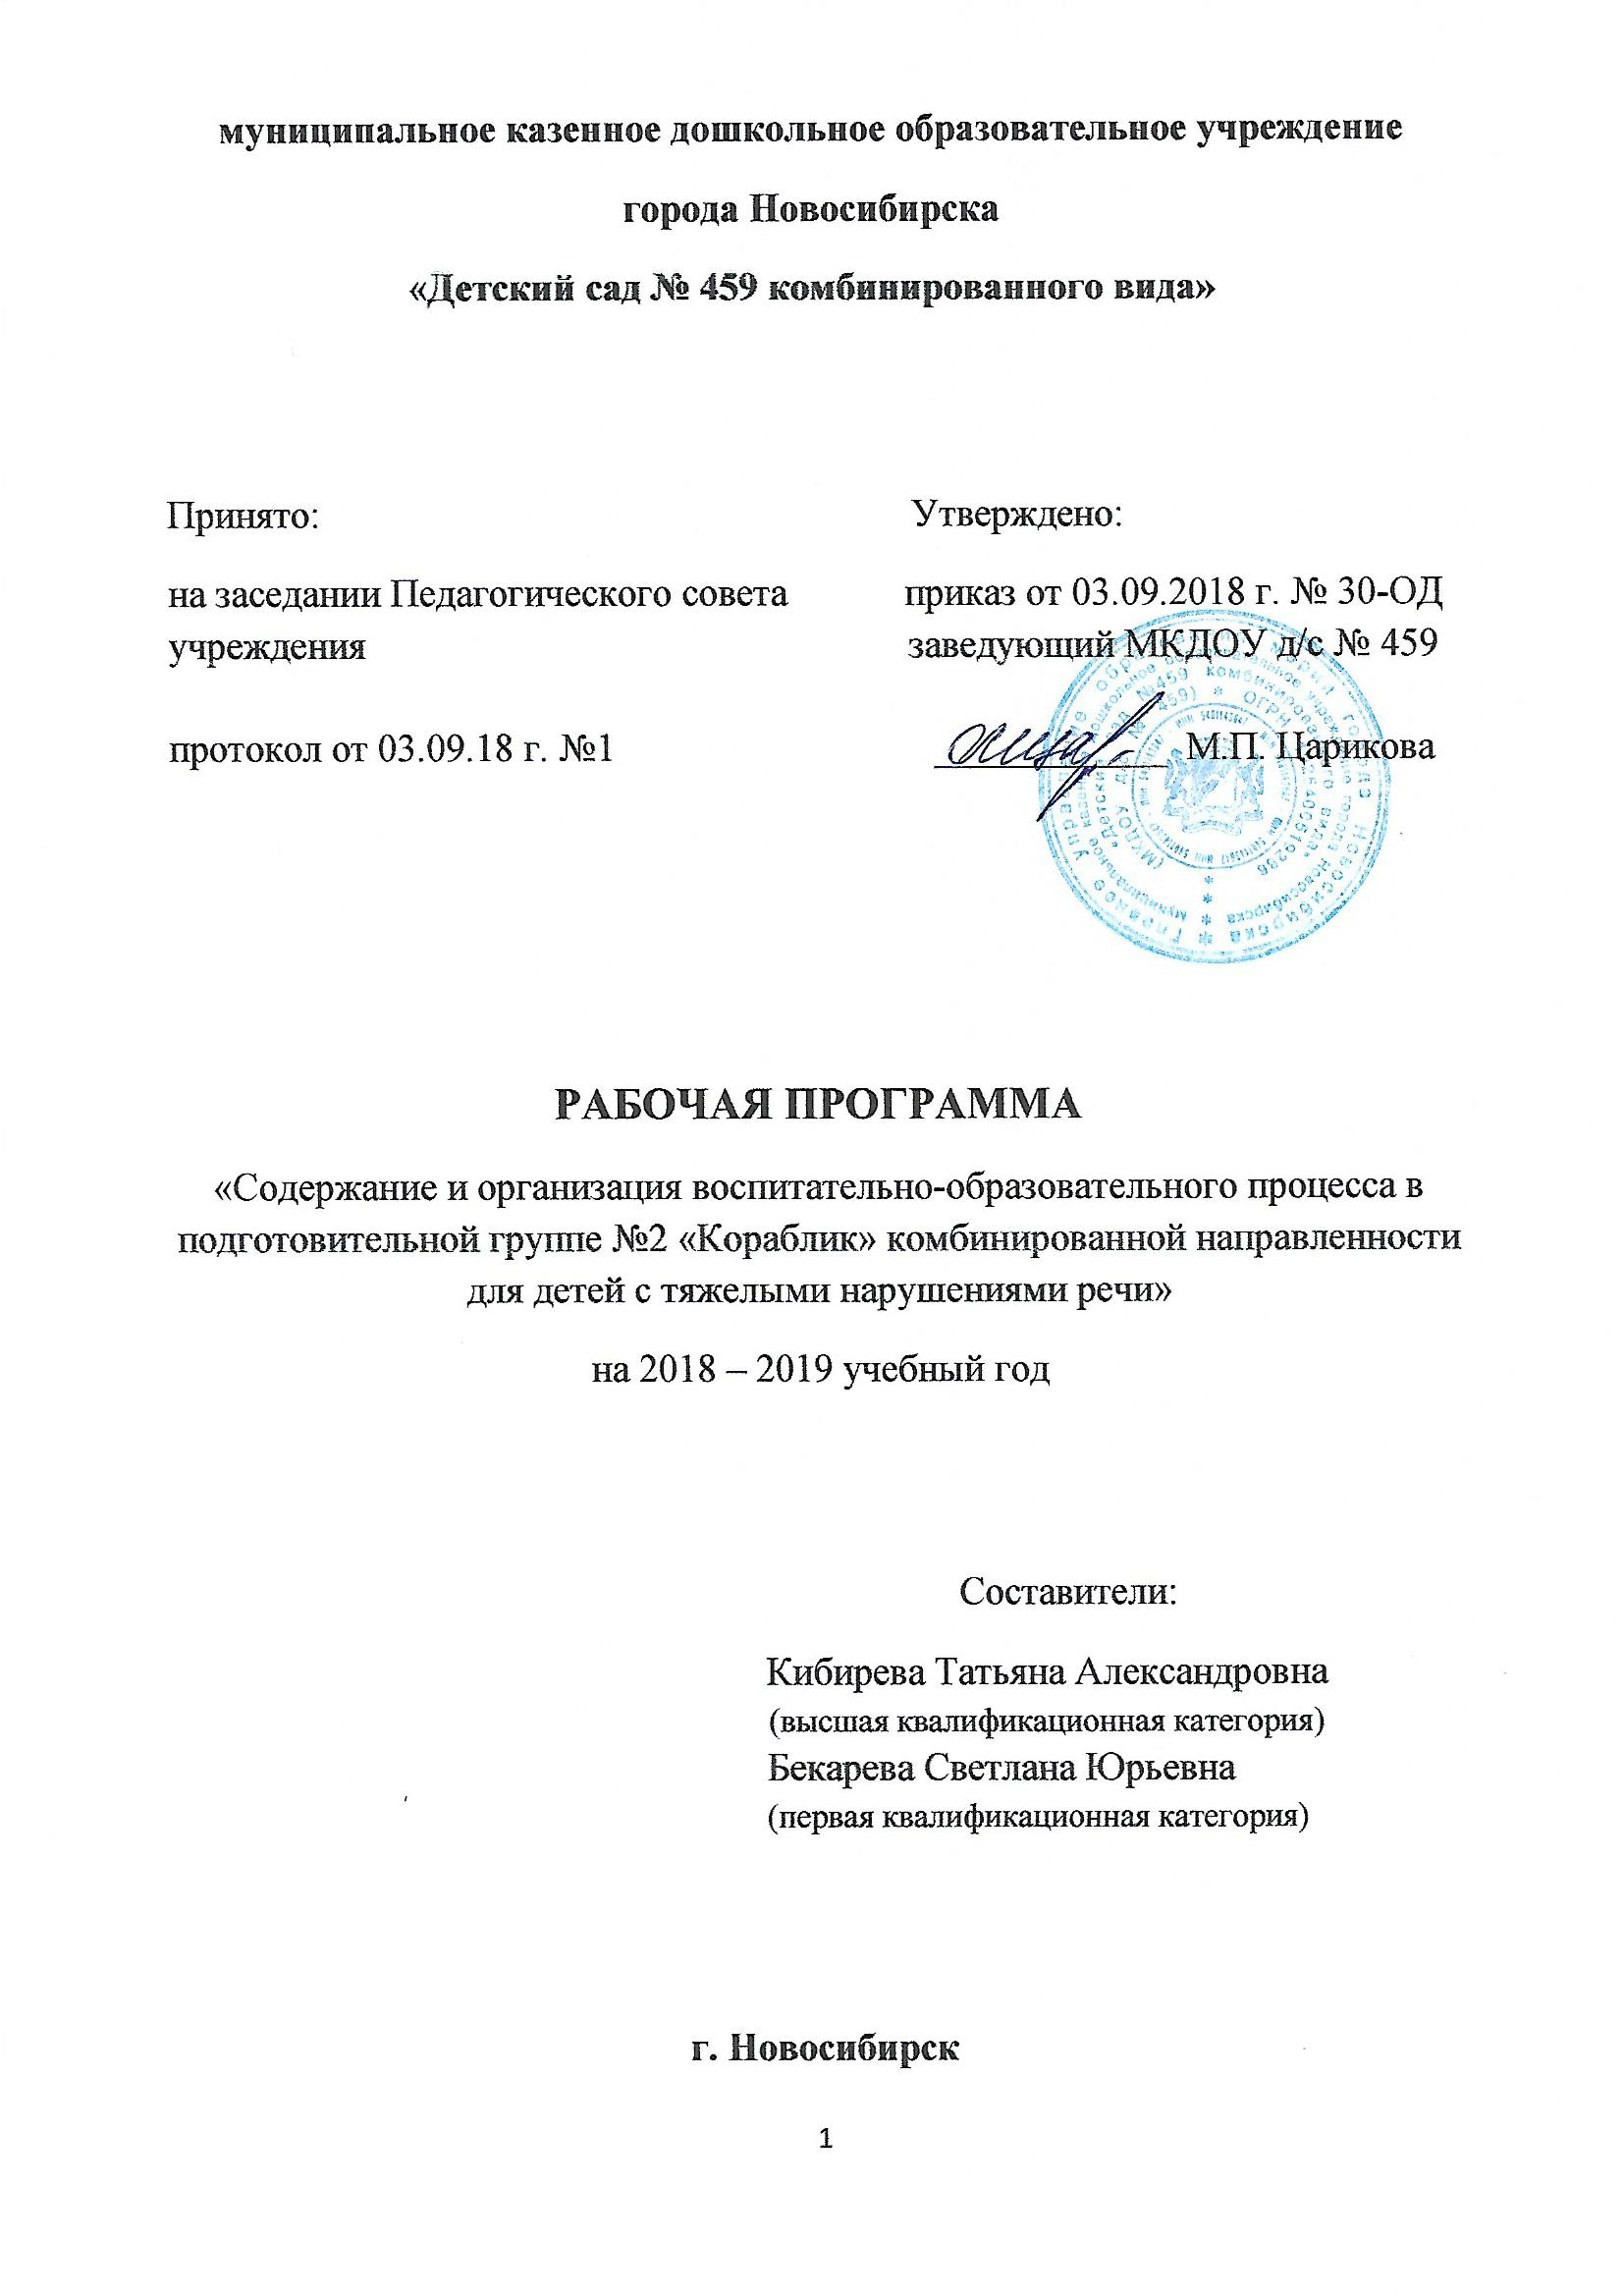 муниципальное казенное дошкольное образовательное учреждение
города Новосибирска
«Детский сад № 459 комбинированного вида»
Принято:
на заседании Педагогического совета
учреждения
протокол от 03.09.18 г. №1
Утверждено:
приказ от 03.09.2018 г. № 30-ОД
заведующий МКДОУ д/с № 459
М.П. Царикова
РАБОЧАЯ ПРОГРАММА
«Содержание и организация воспитательно-образовательного процесса в
подготовительной группе №2 «Кораблик» комбинированной направленности
для детей с тяжелыми нарушениями речи»
на 2018 – 2019 учебный год
Составители:
Кибирева Татьяна Александровна
(высшая квалификационная категория)
Бекарева Светлана Юрьевна
(первая квалификационная категория)
г. Новосибирск
1